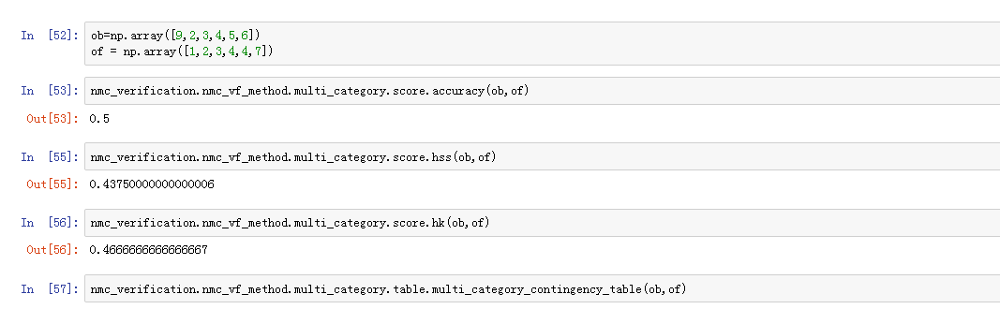 In [52]: ob=np.array([9,2,3,4,5,6])
of = np.array([1,2,3,4,4,7])
In [53]: nmc_verification.nmc_vf_method.multi_category.score.accuracy(ob,of)
Out[53]: 0.5
In [55]: nmc_verification.nmc_vf_method.multi_category.score.hss(ob,of)
Out[55]: 0.43750000000000006
In [56]: nmc_verification.nmc_vf_method.multi_category.score.hk(ob,of)
Out[56]: 0.4666666666666667
In [57]: nmc_verification.nmc_vf_method.multi_category.table.multi_category_contingency_table(ob,of)